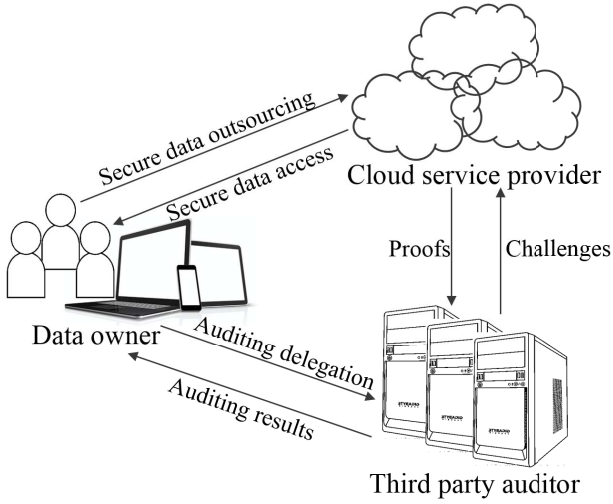 Secure data outsourcing
Secure data access
Cloud service provider
Proofs
Challenges
Data owner
Auditing delegation
Auditing results
Third party auditor